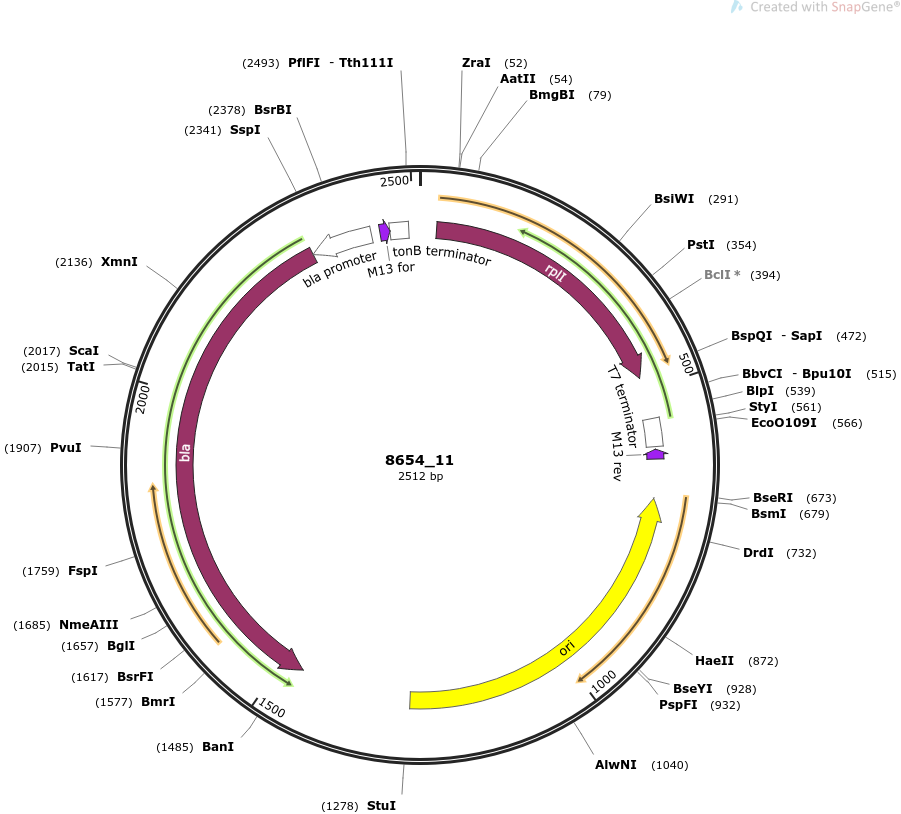 Created with SnapGene®
(2493) PflFI - Tth111I
ZraI (52)
AatII (54)
BmgBI (79)
(2378) BsrBI
(2341) SspI
2500
BsiWI (291)
PstI (354)
BclI * (394)
(2136) XmnI
bla promoter
M13 for
tonB terminator
rplI
BspQI - SapI (472)
500
(2017) ScaI
(2015) TatI
BbvCI - Bpu10I (515)
BlpI (539)
StyI (561)
EcoO109I (566)
2000
T7 terminator
M13 rev
(1907) PvuI
bla
8654_11
2512 bp
BseRI (673)
BsmI (679)
DrdI (732)
(1759) FspI
(1685) NmeAIII
(1657) BglI
(1617) BsrFI
(1577) BmrI
ori
HaeII (872)
BseYI (928)
PspFI (932)
1000
1500
(1485) BanI
AlwNI (1040)
(1278) StuI